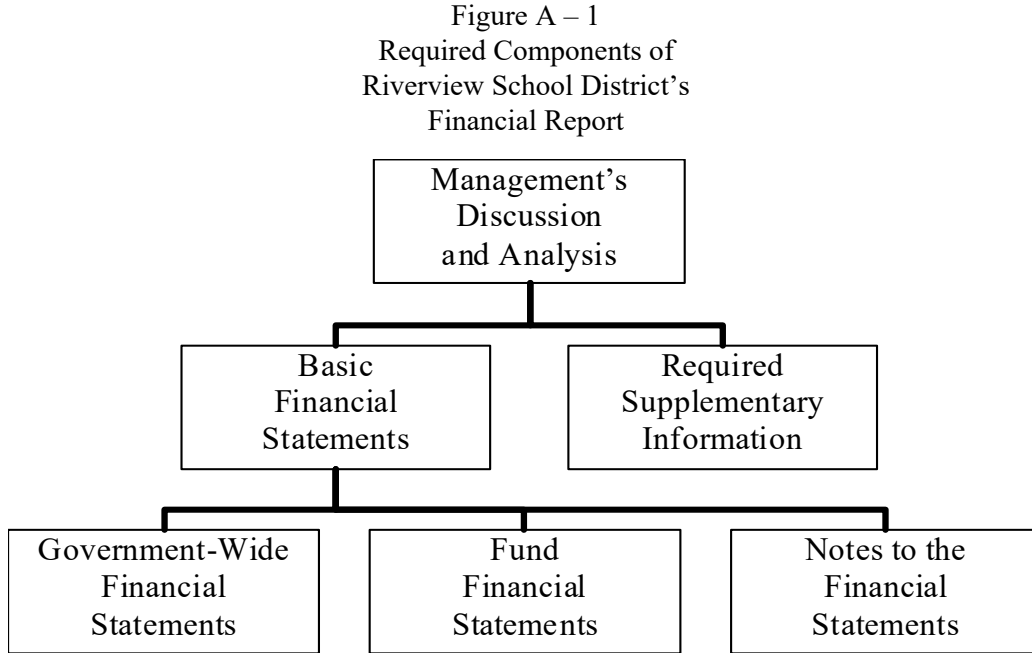 Figure A – 1
Required Components of
Riverview School District’s
Financial Report
Management’s
Discussion
and Analysis
Basic
Financial
Statements
Required
Supplementary
Information
Government-Wide
Financial
Statements
Fund
Financial
Statements
Notes to the
Financial
Statements